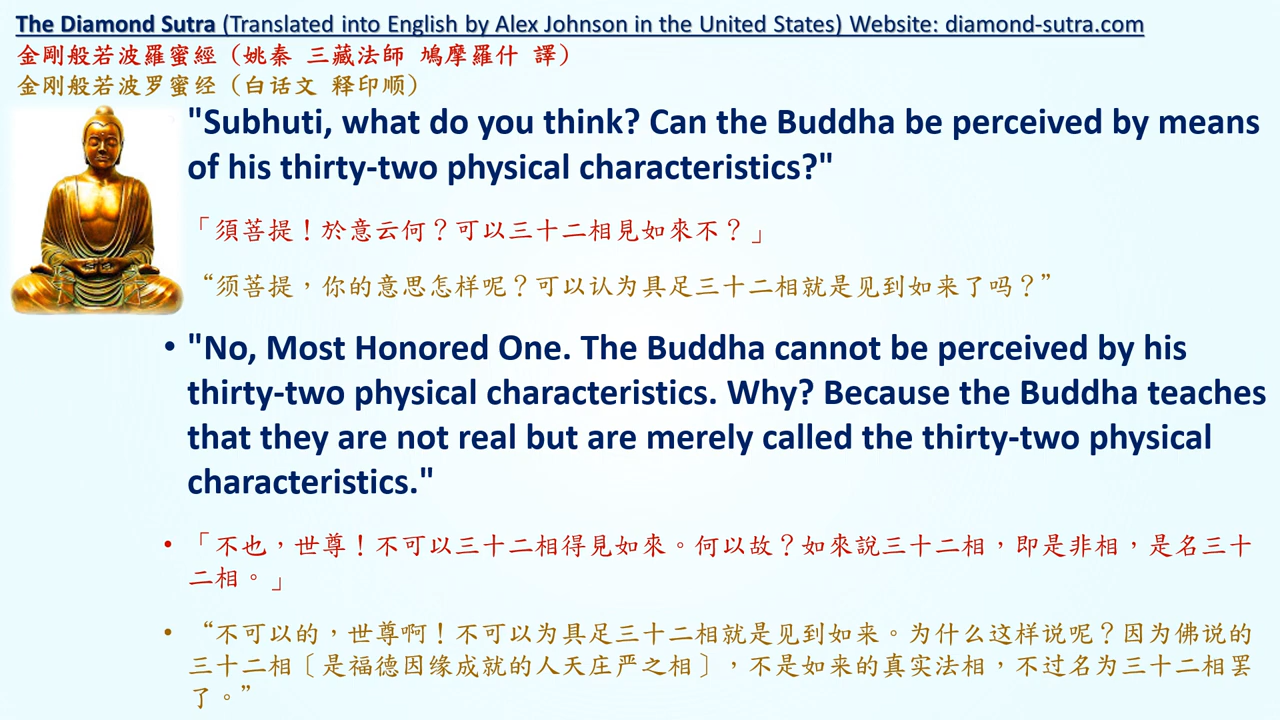 The Diamond Sutra (Translated into English by Alex Johnson in the United States) Website: diamond-sutra.com
金剛般若波羅蜜經 (姚秦 三藏法師 鳩摩羅什 譯)
金刚般若波罗蜜经 (白话文 释印顺)
"Subhuti, what do you think? Can the Buddha be perceived by means
of his thirty-two physical characteristics?"
「須菩提！於意云何？可以三十二相見如來不？」
“须菩提，你的意思怎样呢？可以认为具足三十二相就是见到如来了吗？”
• "No, Most Honored One. The Buddha cannot be perceived by his
thirty-two physical characteristics. Why? Because the Buddha teaches
that they are not real but are merely called the thirty-two physical
characteristics."
• 「不也，世尊！不可以三十二相得見如來。何以故？如來說三十二相，即是非相，是名三十
二相。」
• “不可以的，世尊啊！不可以为具足三十二相就是见到如来。为什么这样说呢？因为佛说的
三十二相〔是福德因缘成就的人天庄严之相〕，不是如来的真实法相，不过名为三十二相罢
了。”